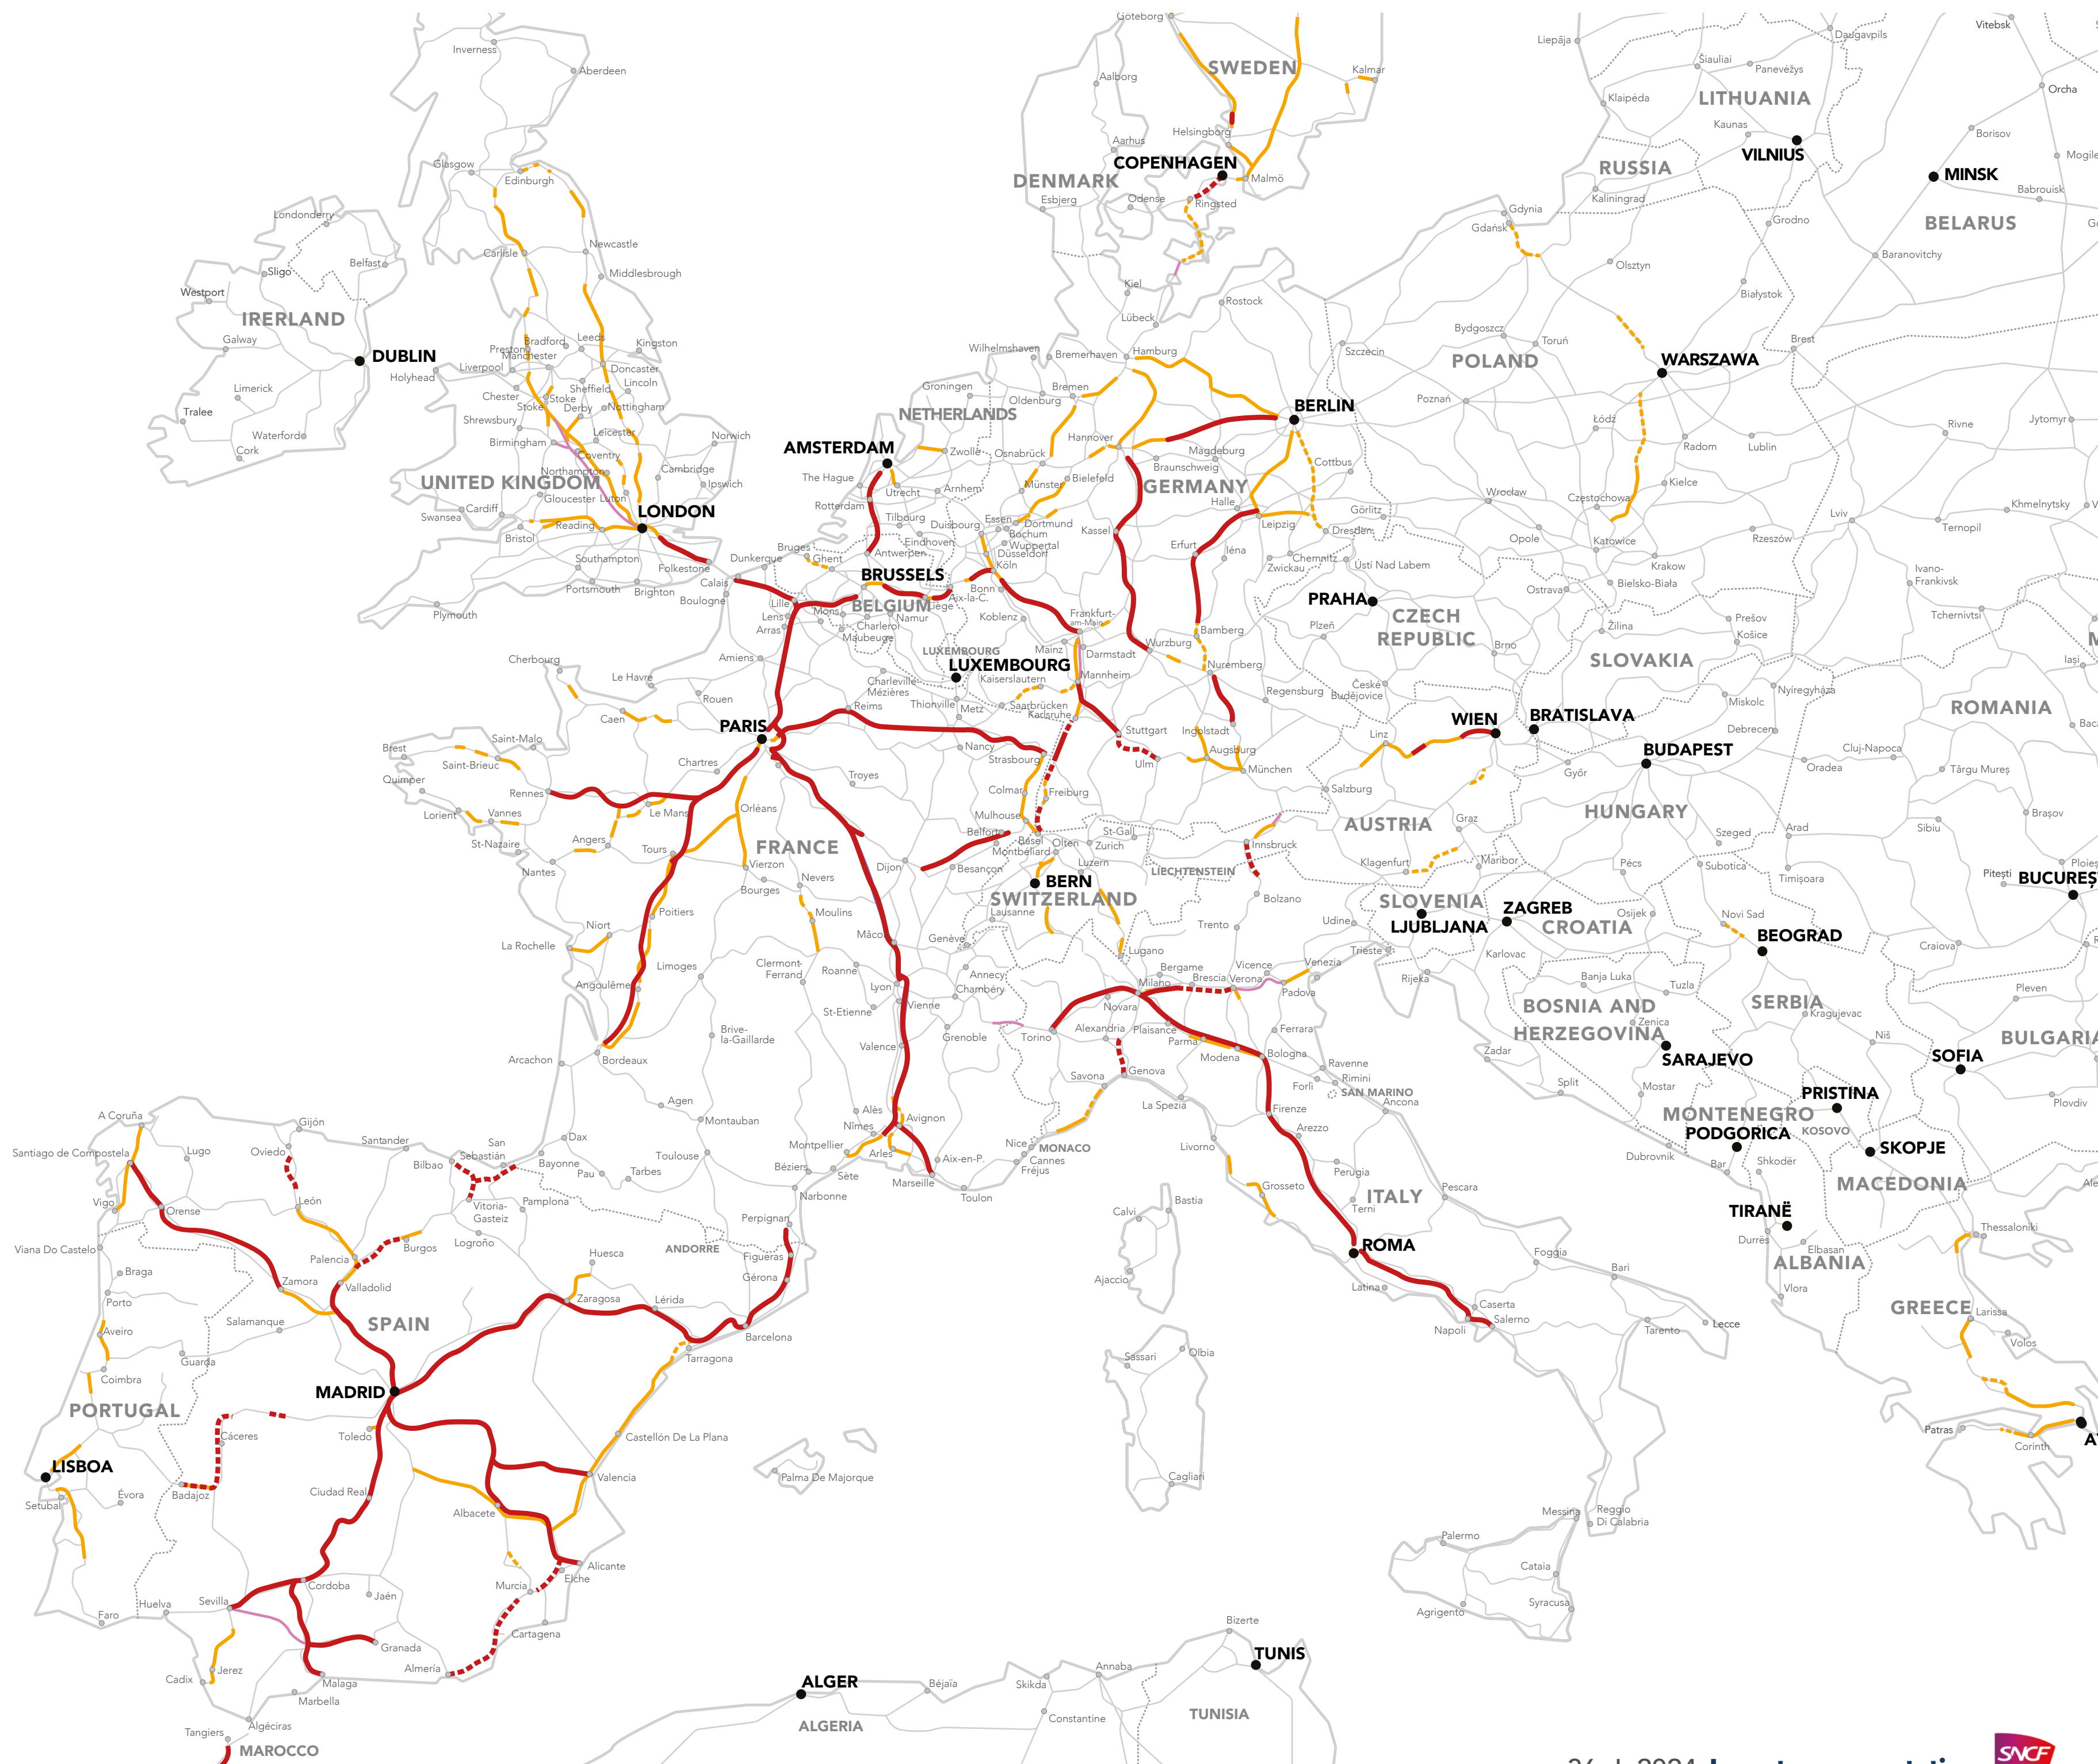 Göteborg
Vitebsk
Inverness
Liepāja
Daugavpils
Aberdeen
SWEDEN
Kalmar
Šiauliai
Panevėžys
Aalborg
Orcha
Klaipėda
LITHUANIA
Kaunas
Borisov
Helsingborg
Aarhus
VILNIUS
Mogile
Glasgow
COPENHAGEN
RUSSIA
MINSK
Edinburgh
DENMARK
Malmö
Babrouisk
Esbjerg
Odense
Ringsted
Kaliningrad
Londonderry
Gdynia
Grodno
BELARUS
Gdańsk
Newcastle
Carlisle
Baranovitchy
Belfast
Sligo
Olsztyn
Middlesbrough
Kiel
Westport
Białystok
Rostock
IRERLAND
Lübeck
Bydgoszcz
Galway
Bradford
Leeds
Kingston
Toruń
Brest
Preston
Manchester
Wilhelmshaven
Bremerhaven
Hamburg
Szczecin
DUBLIN
POLAND
WARSZAWA
Holyhead
Liverpool
Doncaster
Lincoln
Limerick
Sheffield
Groningen
Bremen
Chester
Oldenburg
Poznań
Stoke
Stoke
Derby
Nottingham
NETHERLANDS
BERLIN
Tralee
Shrewsbury
Łódź
Jytomyr
Waterford
Leicester
Norwich
Hannover
Rivne
Birmingham
AMSTERDAM
Zwolle
Osnabrück
Magdeburg
Radom
Lublin
Cork
Coventry
Braunschweig
Cottbus
Northampton
Cambridge
The Hague
Bielefeld
UNITED KINGDOM
Ipswich
Arnhem
Münster
GERMANY
Kielce
Utrecht
Wrocław
Częstochowa
Gloucester
Luton
Rotterdam
Halle
Khmelnytsky
Cardiff
LONDON
Görlitz
Lviv
Swansea
Tilbourg
Essen
Dortmund
Leipzig
Ternopil
Reading
Duisbourg
Bochum
Kassel
Dresden
Bristol
Eindhoven
Wuppertal
Opole
Katowice
Rzeszów
Bruges
Ghent
Antwerpen
Düsseldorf
Erfurt
Iéna
Southampton
Dunkerque
Köln
Chemnitz
Zwickau
Ústí Nad Labem
Krakow
Folkestone
Calais
BRUSSELS
Ivano-
Frankivsk
Portsmouth
Brighton
Boulogne
Bonn
Aix-la-C.
Bielsko-Biała
Ostrava
Lille
Mons
BELGIUM
Liège
PRAHA
Plymouth
Lens
Namur
Koblenz
Frankfurt-
am-Main
CZECH
REPUBLIC
Tchernivtsi
Arras
Charleroi
Maubeuge
Bamberg
Plzeň
Žilina
Prešov
Košice
Wurzburg
LUXEMBOURG
Mainz
Darmstadt
Brno
Cherbourg
Amiens
LUXEMBOURG
Nuremberg
SLOVAKIA
Iași
Le Havre
Charleville-
Mézières
Kaiserslautern
Mannheim
České
Budějovice
Nyíregyháza
Rouen
Thionville
Saarbrücken
Regensburg
Miskolc
Reims
Metz
Karlsruhe
ROMANIA
Caen
PARIS
WIEN
BRATISLAVA
Stuttgart
Ingolstadt
Linz
Debrecen
Saint-Malo
Brest
Nancy
Augsburg
BUDAPEST
Cluj-Napoca
Saint-Brieuc
Chartres
Strasbourg
Ulm
München
Győr
Oradea
Târgu Mureș
Quimper
Troyes
Rennes
Colmar
Freiburg
Salzburg
Orléans
HUNGARY
Lorient
Vannes
Le Mans
Mulhouse
Graz
Brașov
Belfort
St-Gall
AUSTRIA
Szeged
Arad
Sibiu
Angers
FRANCE
Basel
Olten
Innsbruck
St-Nazaire
Tours
Montbéliard
Zurich
Klagenfurt
Maribor
Vierzon
Dijon
Besançon
Luzern
LIECHTENSTEIN
Pécs
Subotica
Timișoara
Ploieș
Nantes
Bourges
Nevers
BERN
Pitești
BUCUREȘ
SWITZERLAND
Bolzano
SLOVENIA
ZAGREB
Osijek
Poitiers
Moulins
Lausanne
LJUBLJANA
CROATIA
Novi Sad
Niort
Mâcon
Trento
Udine
BEOGRAD
La Rochelle
Genève
Lugano
Trieste
Karlovac
Craiova
Limoges
Clermont-
Ferrand
Roanne
Annecy
Bergame
Vicence
Venezia
Rijeka
Banja Luka
Angoulême
Lyon
Chambéry
Milano
Brescia
Verona
Padova
Tuzla
Pleven
Vienne
Novara
BOSNIA AND
HERZEGOVINA
SERBIA
St-Etienne
Kragujevac
Zenica
Brive-
la-Gaillarde
Grenoble
Torino
Alexandria
Plaisance
Ferrara
Niš
BULGARIA
Valence
Parma
Modena
Bologna
Zadar
SARAJEVO
SOFIA
Arcachon
Bordeaux
Savona
Genova
Ravenne
Forlì
Rimini
Split
Mostar
PRISTINA
La Spezia
SAN MARINO
Ancona
Plovdiv
Agen
Alès
Avignon
Firenze
MONTENEGRO
KOSOVO
A Coruña
Gijón
Montauban
Nîmes
Arezzo
PODGORICA
Dax
Montpellier
Arles
Nice
MONACO
Livorno
SKOPJE
Santiago de Compostela
Lugo
Oviedo
Santander
San
Sebastián
Bayonne
Toulouse
Aix-en-P.
Cannes
Fréjus
Dubrovnik
Bar
Shkodër
Bilbao
Pau
Tarbes
Béziers
Sète
Marseille
Perugia
MACEDONIA
Vigo
León
Pamplona
Narbonne
Toulon
Grosseto
ITALY
Pescara
Orense
Vitoria-
Gasteiz
Perpignan
Calvi
Bastia
Terni
TIRANË
Thessaloniki
Viana Do Castelo
Logroño
ROMA
Durrës
Elbasan
Palencia
Burgos
Huesca
ANDORRE
Figueras
Foggia
ALBANIA
Braga
Zamora
Valladolid
Gérona
Ajaccio
Latina
Bari
Vlora
Porto
Zaragosa
Lérida
Caserta
GREECE
Larissa
Aveiro
Salamanque
SPAIN
Barcelona
Napoli
Salerno
Tarento
Lecce
Volos
Guarda
Tarragona
Sassari
Olbia
Coimbra
MADRID
PORTUGAL
Toledo
Cáceres
Castellón De La Plana
Patras
Corinth
LISBOA
Palma De Majorque
Cagliari
Valencia
Setubal
Évora
Badajoz
Ciudad Real
Albacete
Messina
Reggio
Di Calabria
Palermo
Alicante
Cataia
Elche
Murcia
Cordoba
Jaén
Huelva
Sevilla
Agrigento
Syracusa
Faro
Cartagena
Bizerte
Granada
TUNIS
Jerez
Almería
Annaba
Cadix
Malaga
ALGER
Béjaïa
Skikda
Marbella
Constantine
TUNISIA
Algéciras
ALGERIA
Tangiers
MAROCCO
SNCF